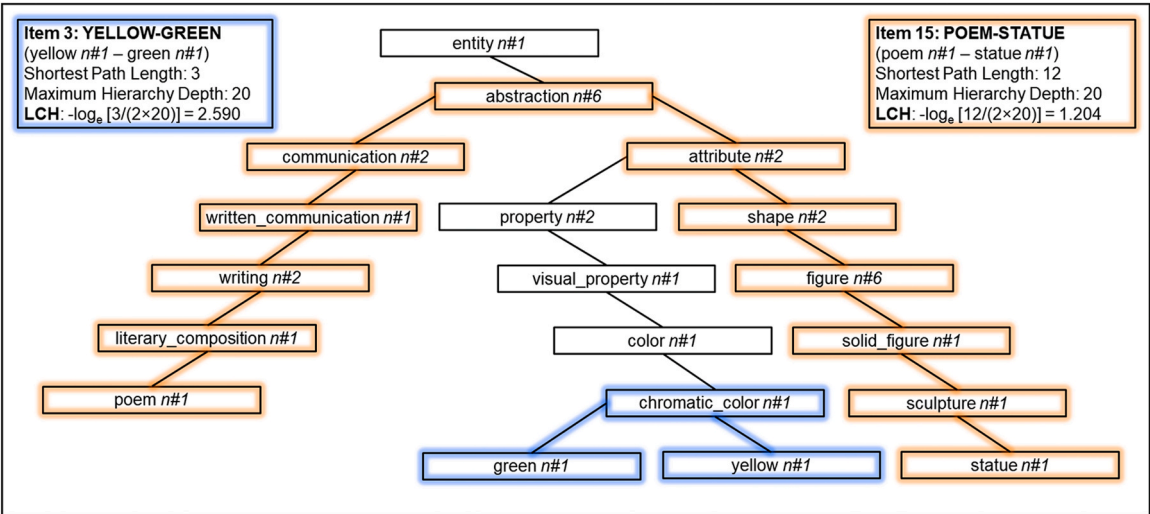 Item 3: YELLOW-GREEN
(yellow n#1 – green n#1)
Shortest Path Length: 3
Maximum Hierarchy Depth: 20
LCH: -logₑ [3/(2×20)] = 2.590
Item 15: POEM-STATUE
(poem n#1 – statue n#1)
Shortest Path Length: 12
Maximum Hierarchy Depth: 20
LCH: -logₑ [12/(2×20)] = 1.204
entity n#1
abstraction n#6
communication n#2
attribute n#2
written_communication n#1
property n#2
shape n#2
writing n#2
visual_property n#1
figure n#6
literary_composition n#1
color n#1
solid_figure n#1
poem n#1
chromatic_color n#1
sculpture n#1
green n#1
yellow n#1
statue n#1